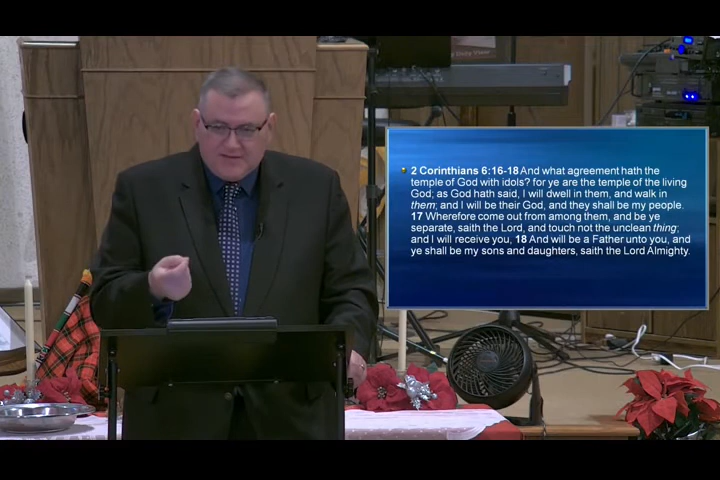 2 Corinthians 6:16-18 And what agreement hath the
temple of God with idols? for ye are the temple of the living
God; as God hath said, I will dwell in them, and walk in
them; and I will be their God, and they shall be my people.
17 Wherefore come out from among them, and be ye
separate, saith the Lord, and touch not the unclean thing;
and I will receive you, 18 And will be a Father unto you, and
ye shall be my sons and daughters, saith the Lord Almighty.